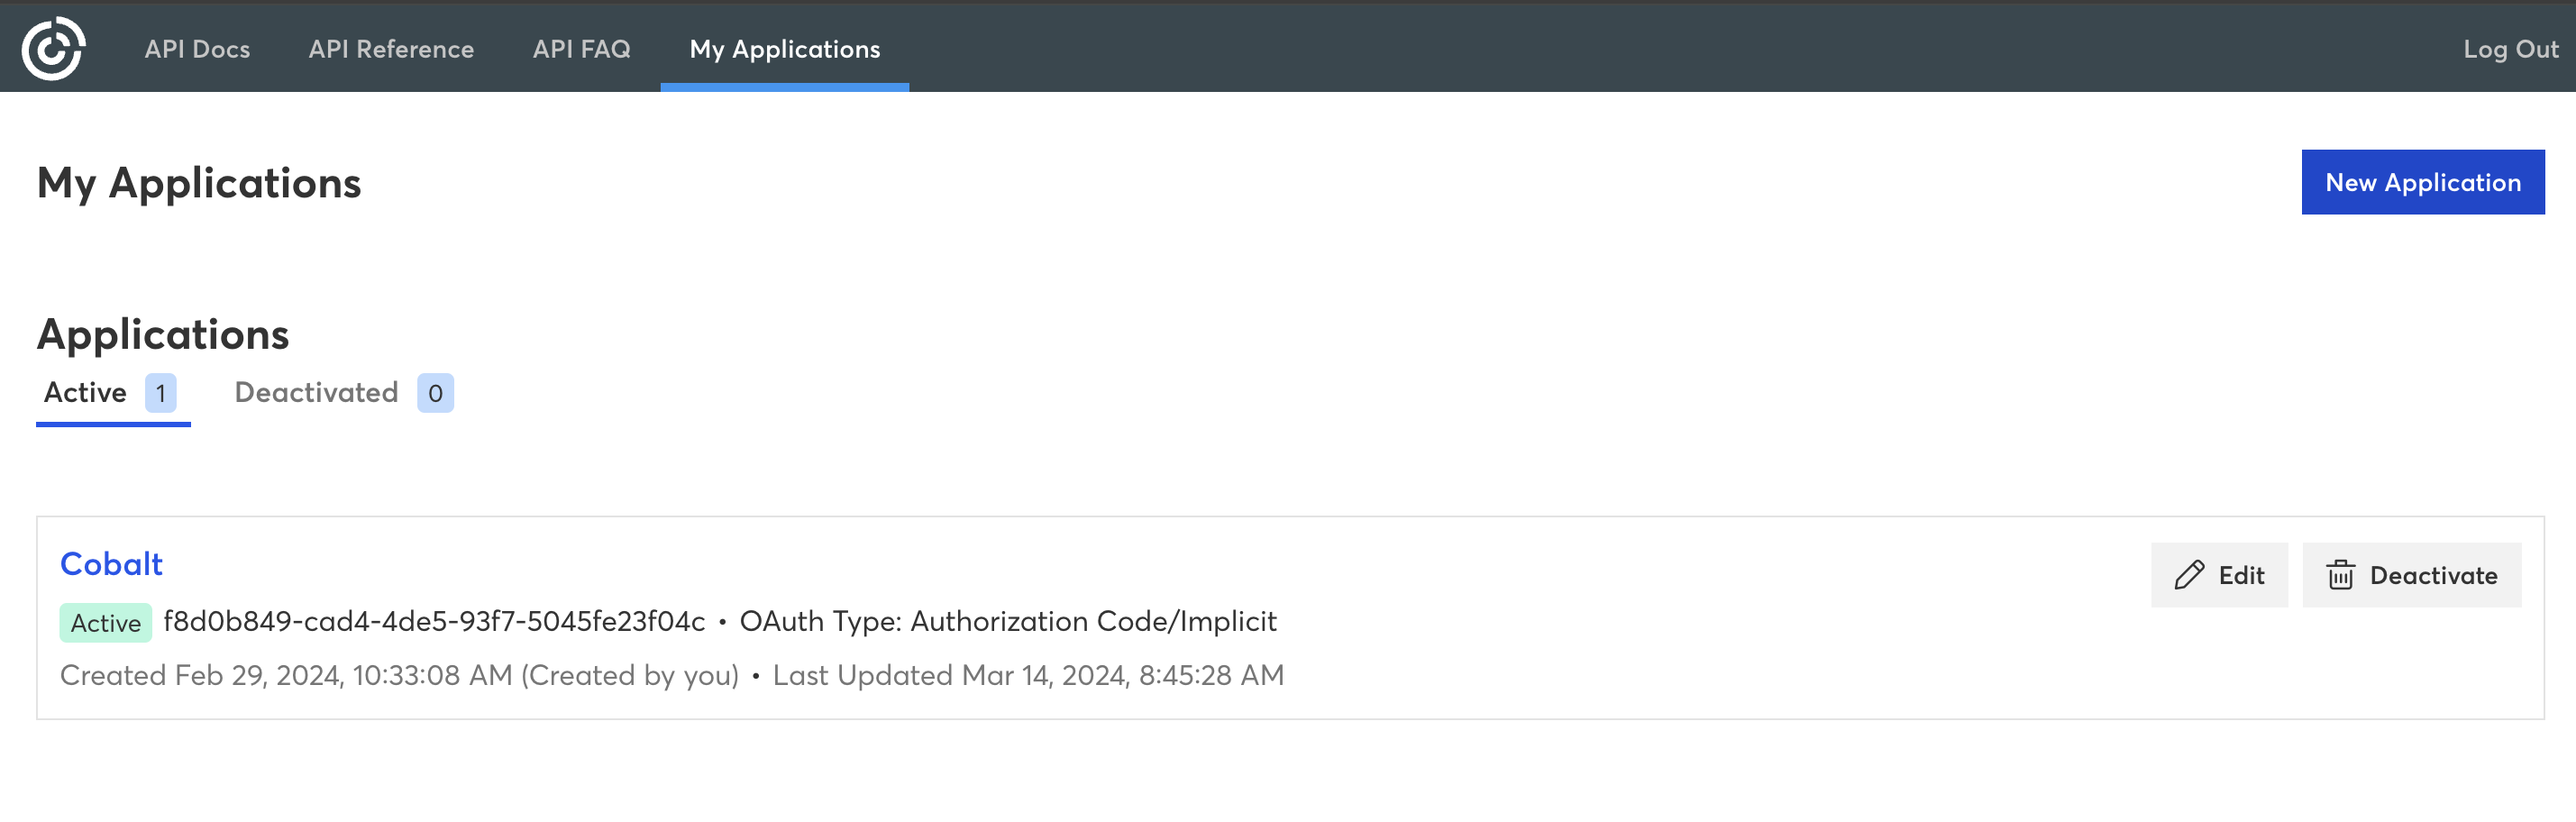 API Docs API Reference API FAQ My Applications Log Out
My Applications New Application
Applications
Active 1 Deactivated 0
Cobalt Edit Deactivate
Active f8d0b849-cad4-4de5-93f7-5045fe23f04c • OAuth Type: Authorization Code/Implicit
Created Feb 29, 2024, 10:33:08 AM (Created by you) • Last Updated Mar 14, 2024, 8:45:28 AM